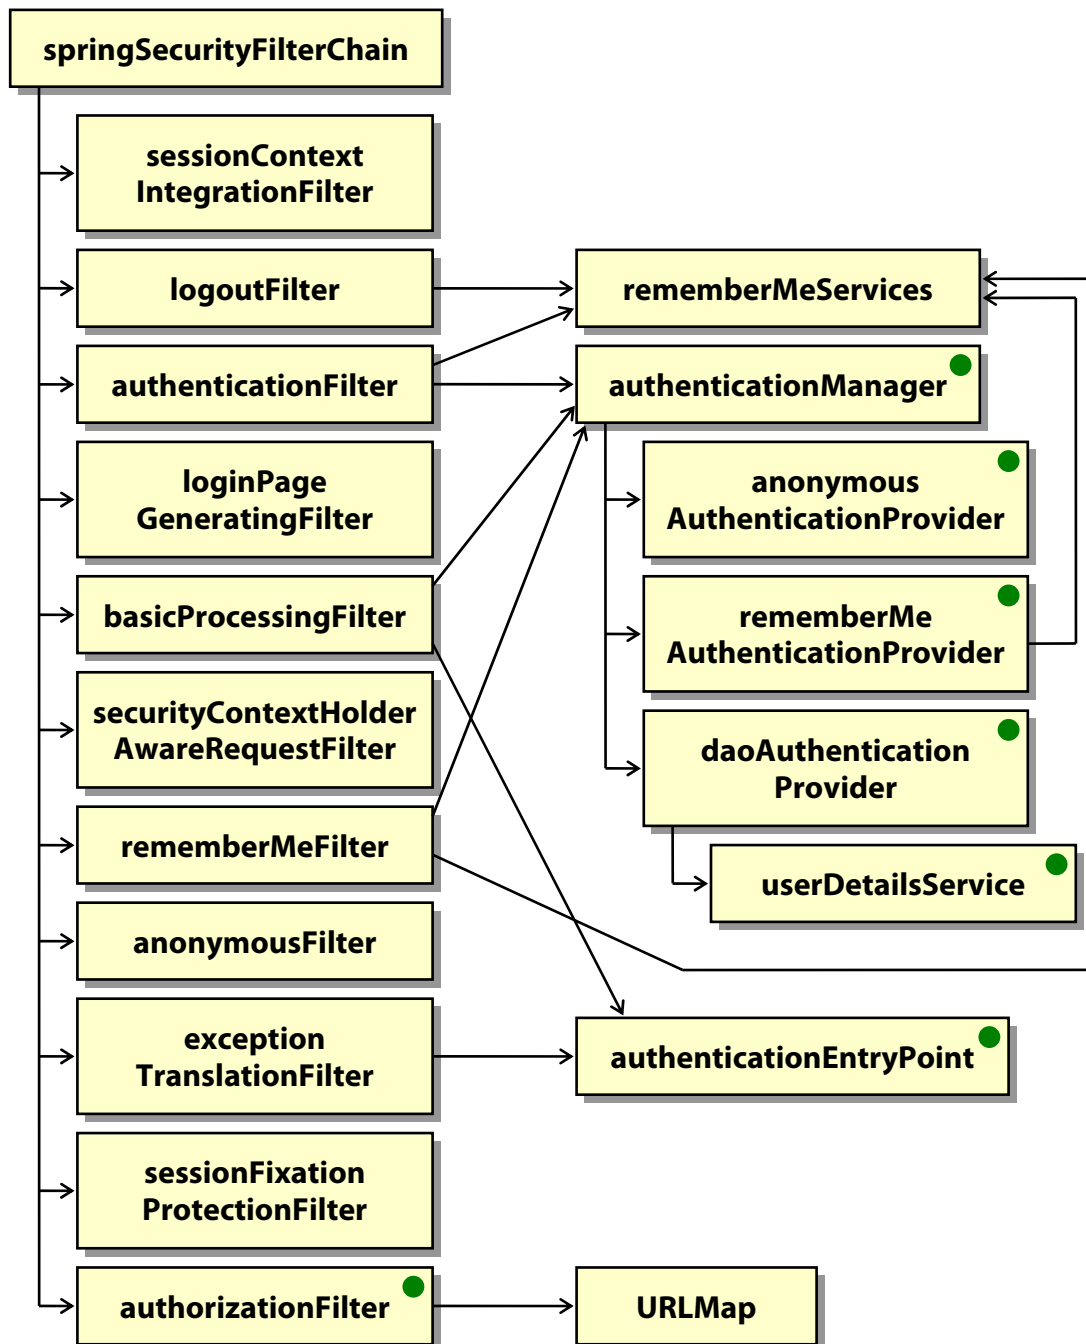 springSecurityFilterChain
sessionContext
IntegrationFilter
logoutFilter
rememberMeServices
authenticationFilter
authenticationManager
loginPage
GeneratingFilter
anonymous
AuthenticationProvider
basicProcessingFilter
rememberMe
AuthenticationProvider
securityContextHolder
AwareRequestFilter
daoAuthentication
Provider
rememberMeFilter
userDetailsService
anonymousFilter
exception
TranslationFilter
authenticationEntryPoint
sessionFixation
ProtectionFilter
authorizationFilter
URLMap